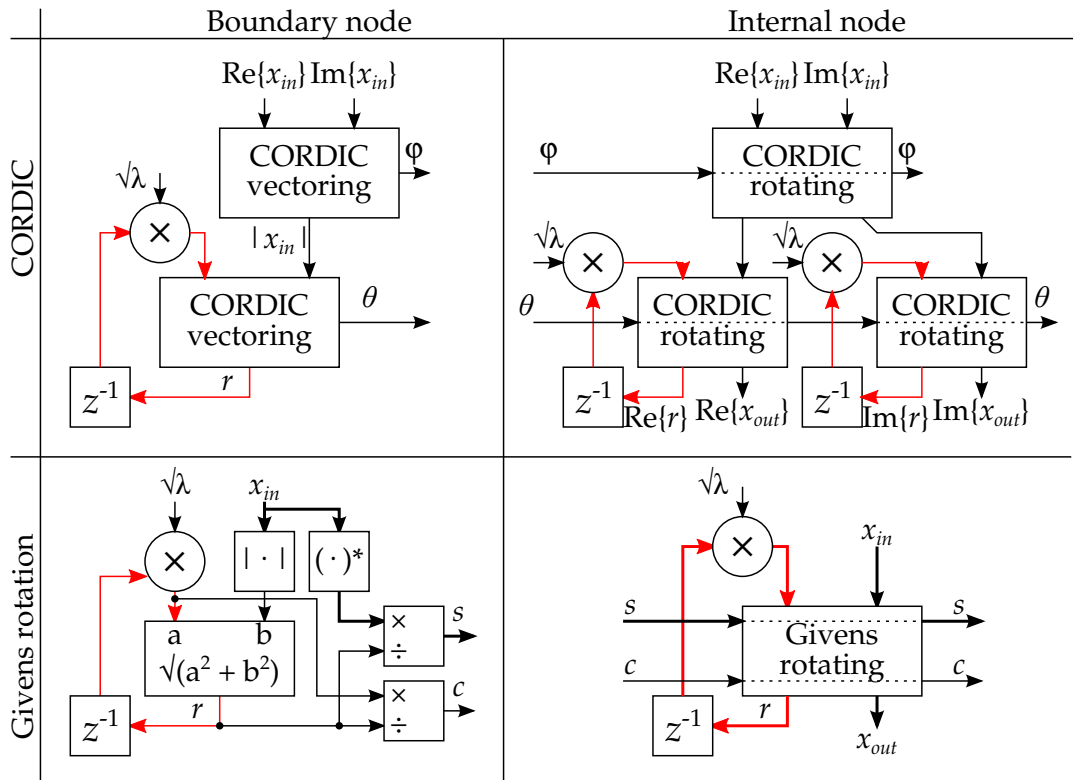 Boundary node
Internal node
CORDIC
Re{x_in} Im{x_in}
CORDIC
vectoring
φ
√λ
×
|x_in|
CORDIC
vectoring
θ
z⁻¹
r
Re{x_in} Im{x_in}
φ
CORDIC
rotating
φ
√λ
×
√λ
×
θ
CORDIC
rotating
CORDIC
rotating
θ
z⁻¹
Re{r}
Re{x_out}
z⁻¹
Im{r}
Im{x_out}
Givens rotation
√λ
x_in
×
| · |
( · )*
a
b
√(a² + b²)
×
÷
s
×
÷
c
z⁻¹
r
√λ
×
x_in
s
s
Givens
rotating
c
c
z⁻¹
r
x_out